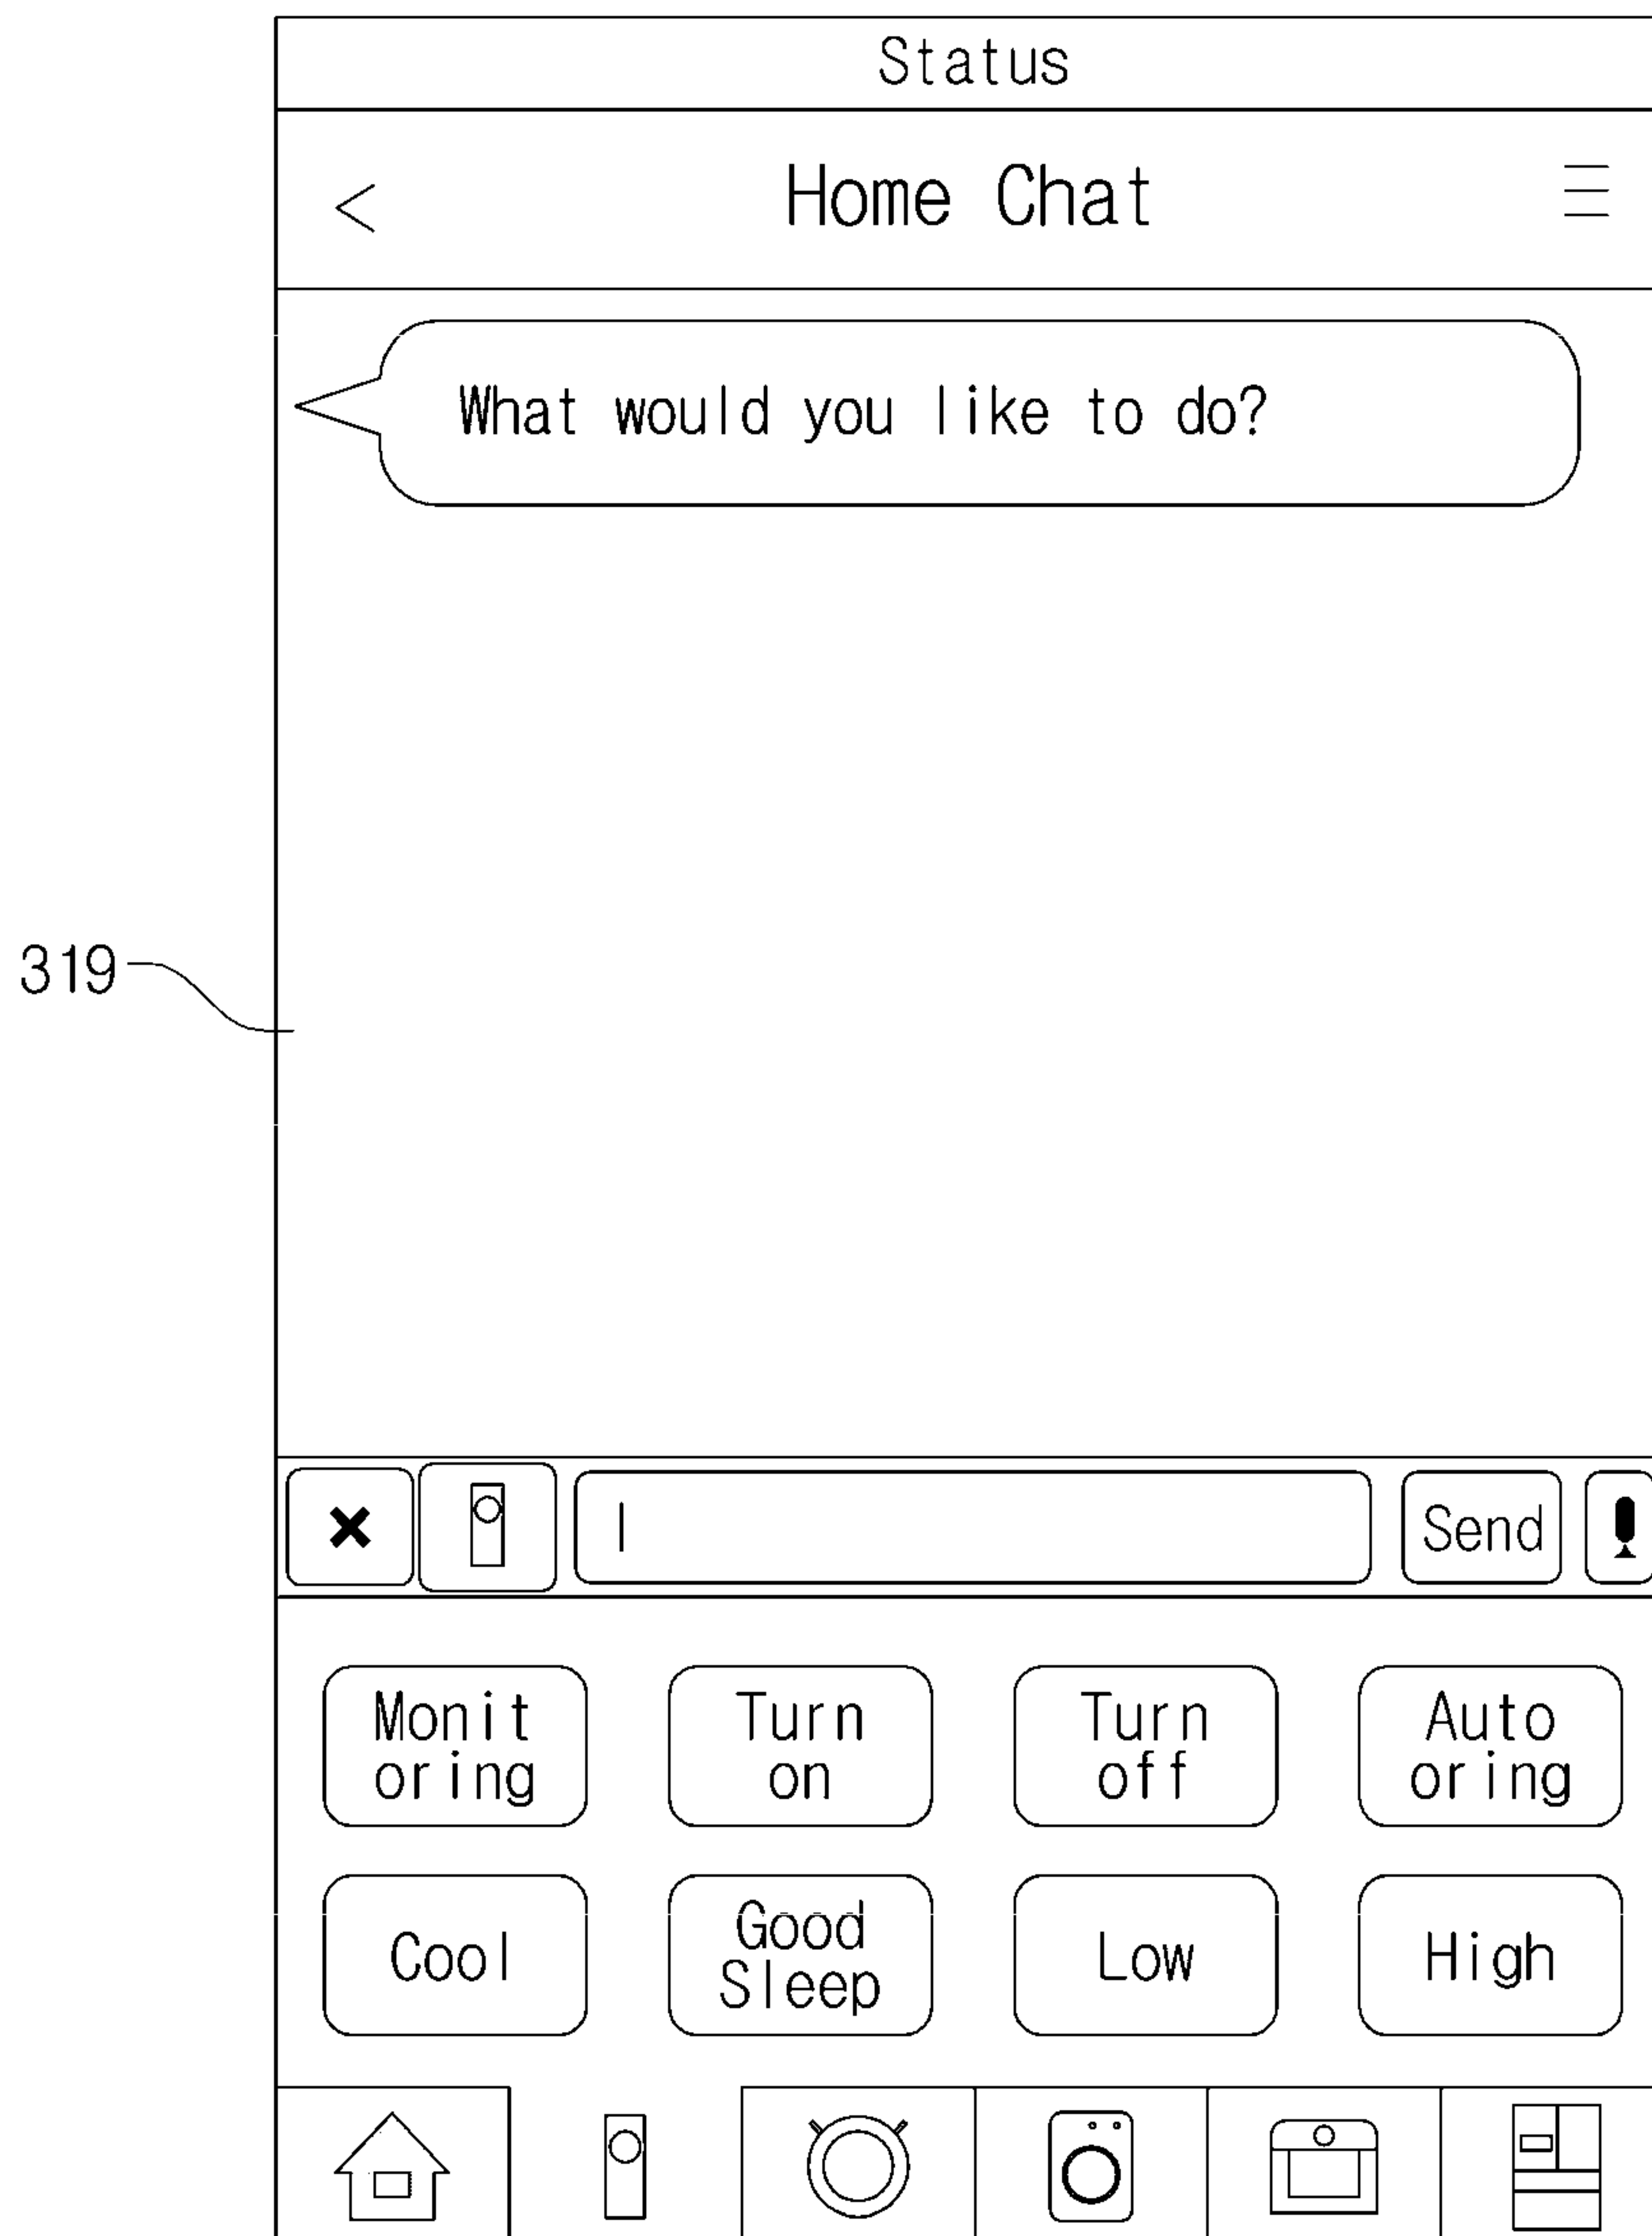 Status
Home Chat
What would you like to do?
319
Send
Monit
oring
Turn
on
Turn
off
Auto
oring
Cool
Good
Sleep
Low
High